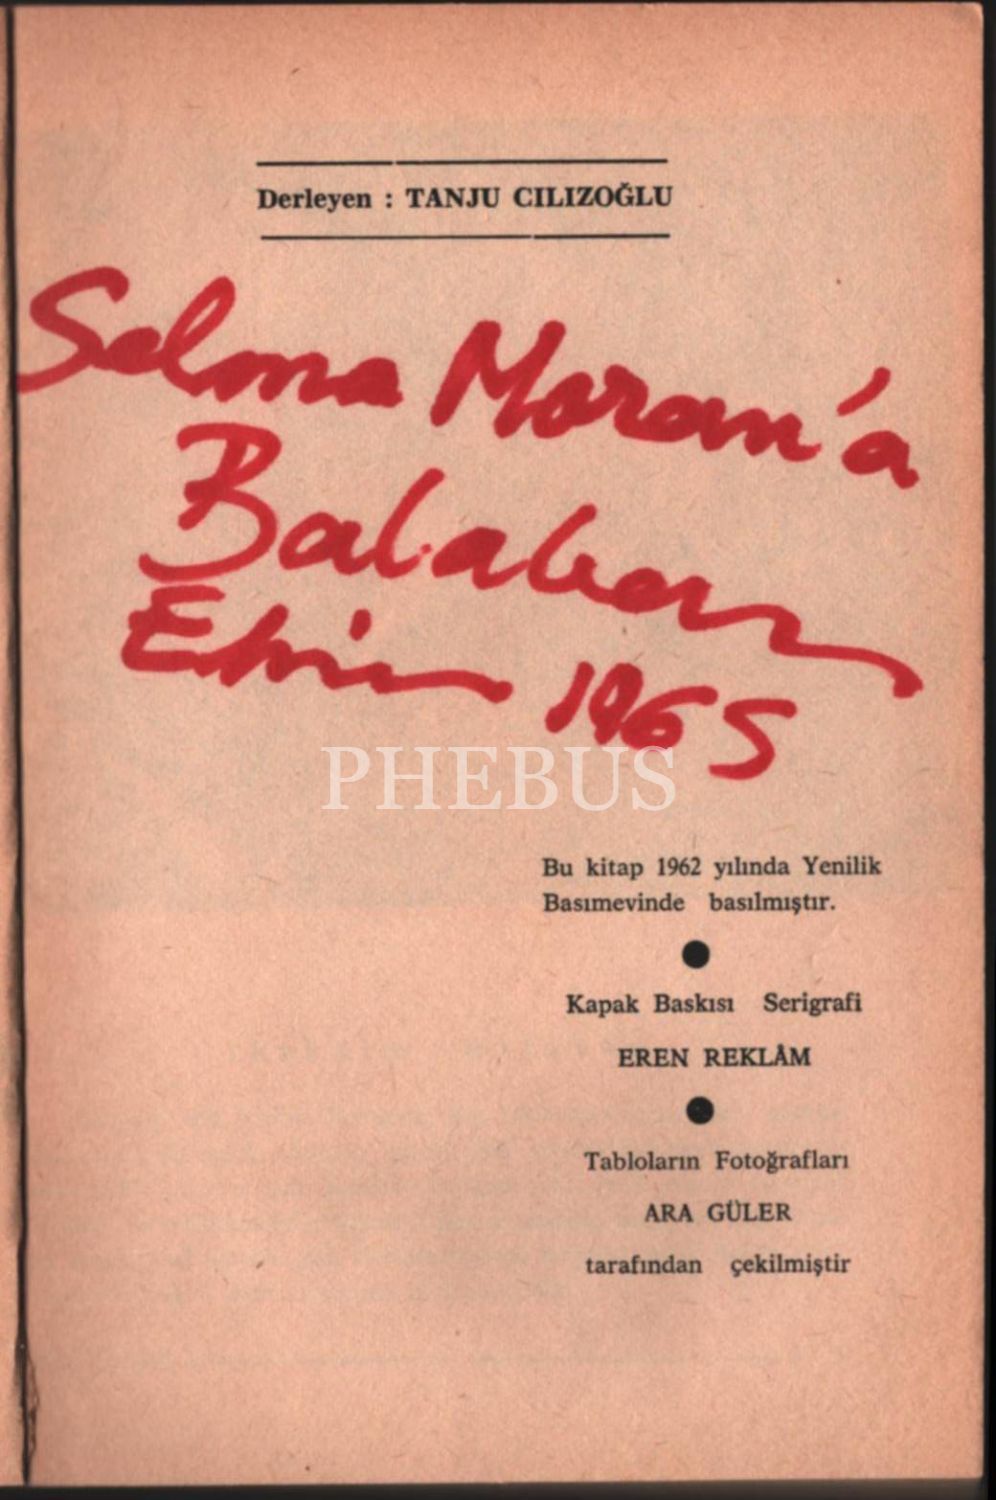 Derleyen : TANJU CILIZOĞLU
Selma Moran'a
Balaban
Ekim 1965
PHEBUS
Bu kitap 1962 yılında Yenilik
Basımevinde basılmıştır.
Kapak Baskısı Serigrafi
EREN REKLÂM
Tabloların Fotoğrafları
ARA GÜLER
tarafından çekilmiştir